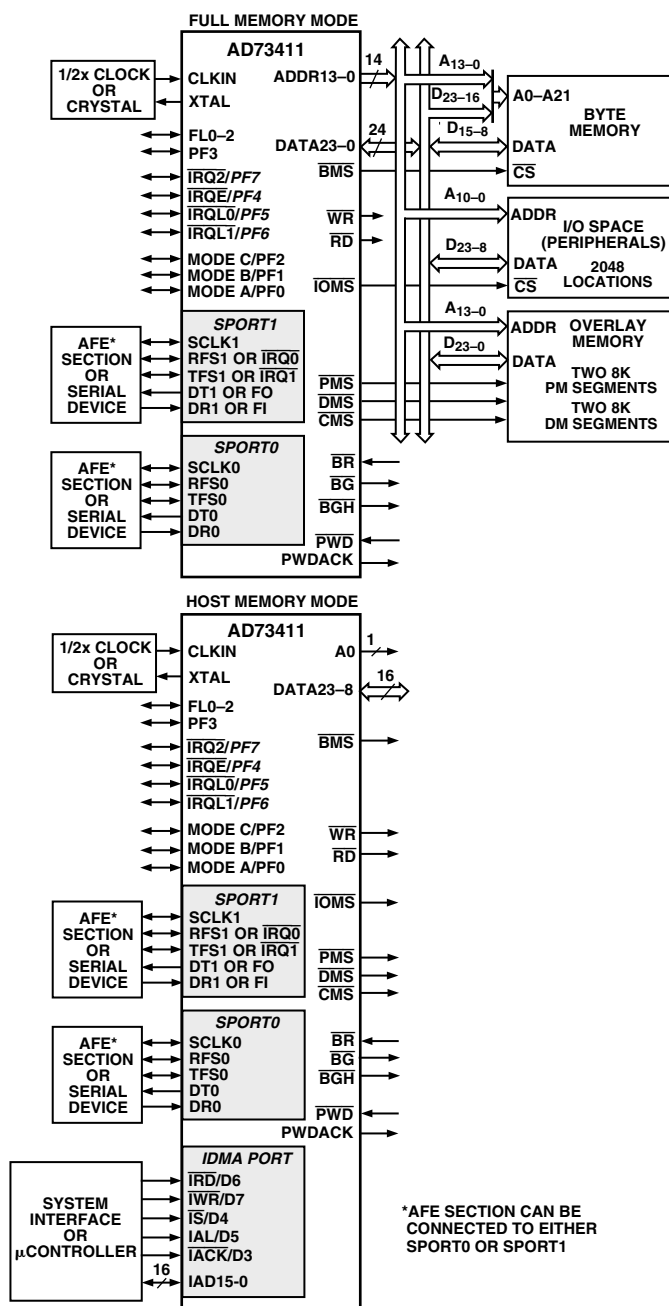 FULL MEMORY MODE
AD73411
1/2x CLOCK
OR
CRYSTAL
CLKIN
XTAL
FL0–2
PF3
IRQ2/PF7
IRQE/PF4
IRQL0/PF5
IRQL1/PF6
MODE C/PF2
MODE B/PF1
MODE A/PF0
AFE*
SECTION
OR
SERIAL
DEVICE
SPORT1
SCLK1
RFS1 OR IRQ0
TFS1 OR IRQ1
DT1 OR FO
DR1 OR FI
AFE*
SECTION
OR
SERIAL
DEVICE
SPORT0
SCLK0
RFS0
TFS0
DT0
DR0
ADDR13–0
14
DATA23–0
24
BMS
WR
RD
IOMS
PMS
DMS
CMS
BR
BG
BGH
PWD
PWDACK
A13–0
D23–16
D15–8
A10–0
D23–8
A13–0
D23–0
A0–A21
BYTE
MEMORY
DATA
CS
ADDR
I/O SPACE
(PERIPHERALS)
DATA
2048
LOCATIONS
CS
ADDR
OVERLAY
MEMORY
DATA
TWO 8K
PM SEGMENTS
TWO 8K
DM SEGMENTS
HOST MEMORY MODE
AD73411
1/2x CLOCK
OR
CRYSTAL
CLKIN
XTAL
FL0–2
PF3
IRQ2/PF7
IRQE/PF4
IRQL0/PF5
IRQL1/PF6
MODE C/PF2
MODE B/PF1
MODE A/PF0
AFE*
SECTION
OR
SERIAL
DEVICE
SPORT1
SCLK1
RFS1 OR IRQ0
TFS1 OR IRQ1
DT1 OR FO
DR1 OR FI
AFE*
SECTION
OR
SERIAL
DEVICE
SPORT0
SCLK0
RFS0
TFS0
DT0
DR0
SYSTEM
INTERFACE
OR
μCONTROLLER
16
IDMA PORT
IRD/D6
IWR/D7
IS/D4
IAL/D5
IACK/D3
IAD15-0
A0
1
DATA23–8
16
BMS
WR
RD
IOMS
PMS
DMS
CMS
BR
BG
BGH
PWD
PWDACK
*AFE SECTION CAN BE
CONNECTED TO EITHER
SPORT0 OR SPORT1